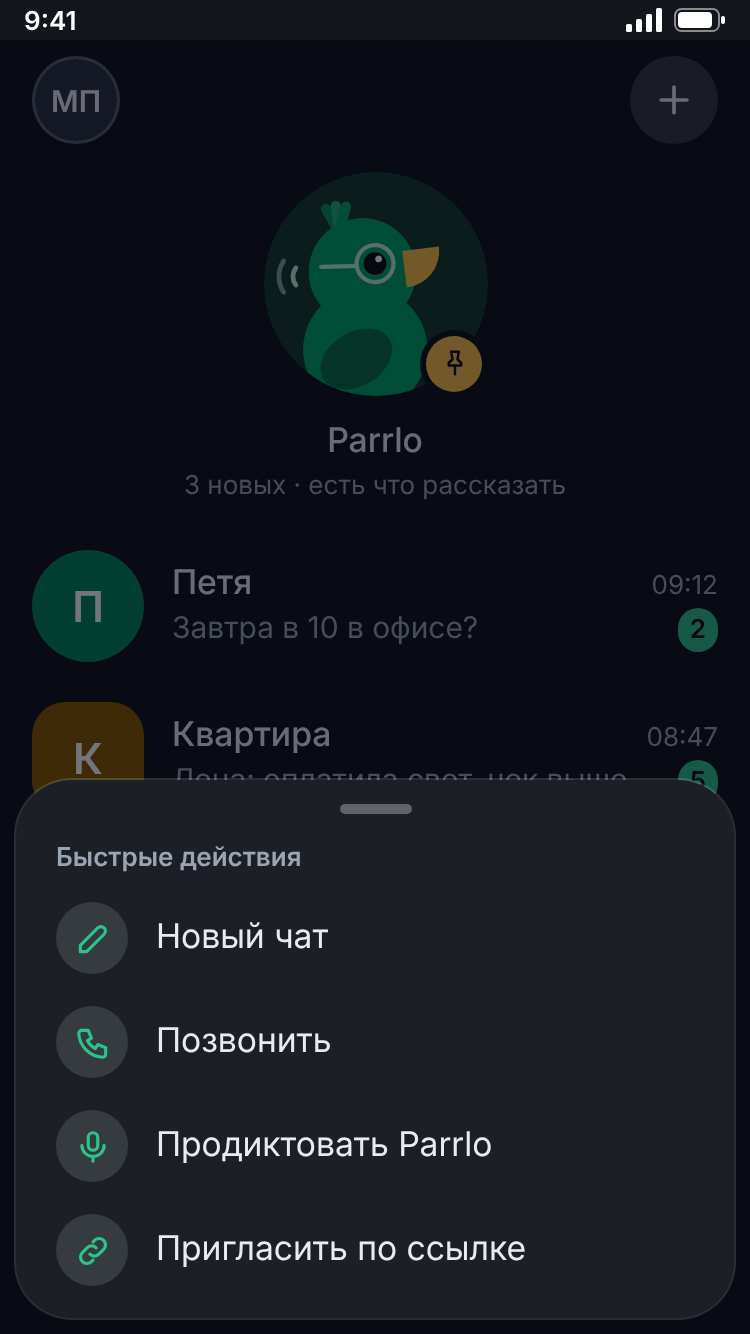 9:41
МП
Parrlo
3 новых · есть что рассказать
П
Петя
09:12
Завтра в 10 в офисе?
2
К
Квартира
08:47
5
Быстрые действия
Новый чат
Позвонить
Продиктовать Parrlo
Пригласить по ссылке